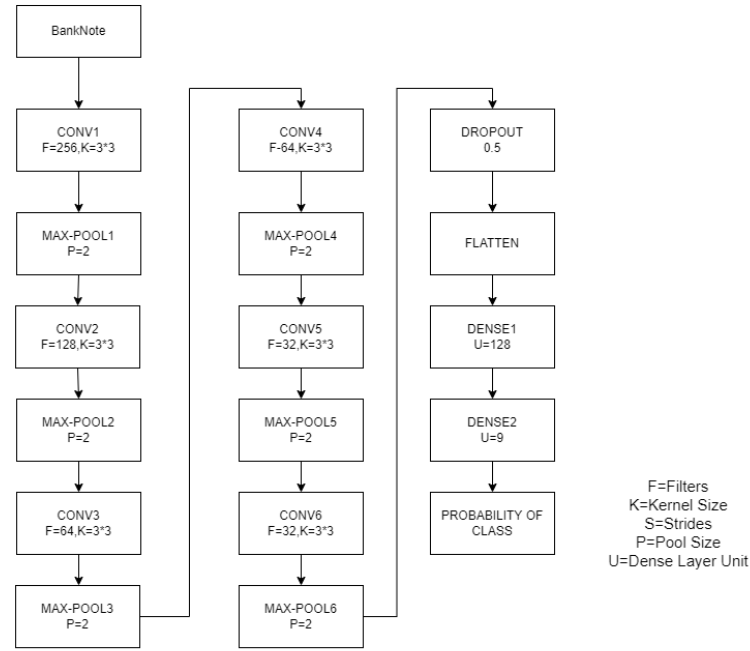 BankNote
CONV1
F=256,K=3*3
MAX-POOL1
P=2
CONV2
F=128,K=3*3
MAX-POOL2
P=2
CONV3
F=64,K=3*3
MAX-POOL3
P=2
CONV4
F-64,K=3*3
MAX-POOL4
P=2
CONV5
F=32,K=3*3
MAX-POOL5
P=2
CONV6
F=32,K=3*3
MAX-POOL6
P=2
DROPOUT
0.5
FLATTEN
DENSE1
U=128
DENSE2
U=9
PROBABILITY OF
CLASS
F=Filters
K=Kernel Size
S=Strides
P=Pool Size
U=Dense Layer Unit